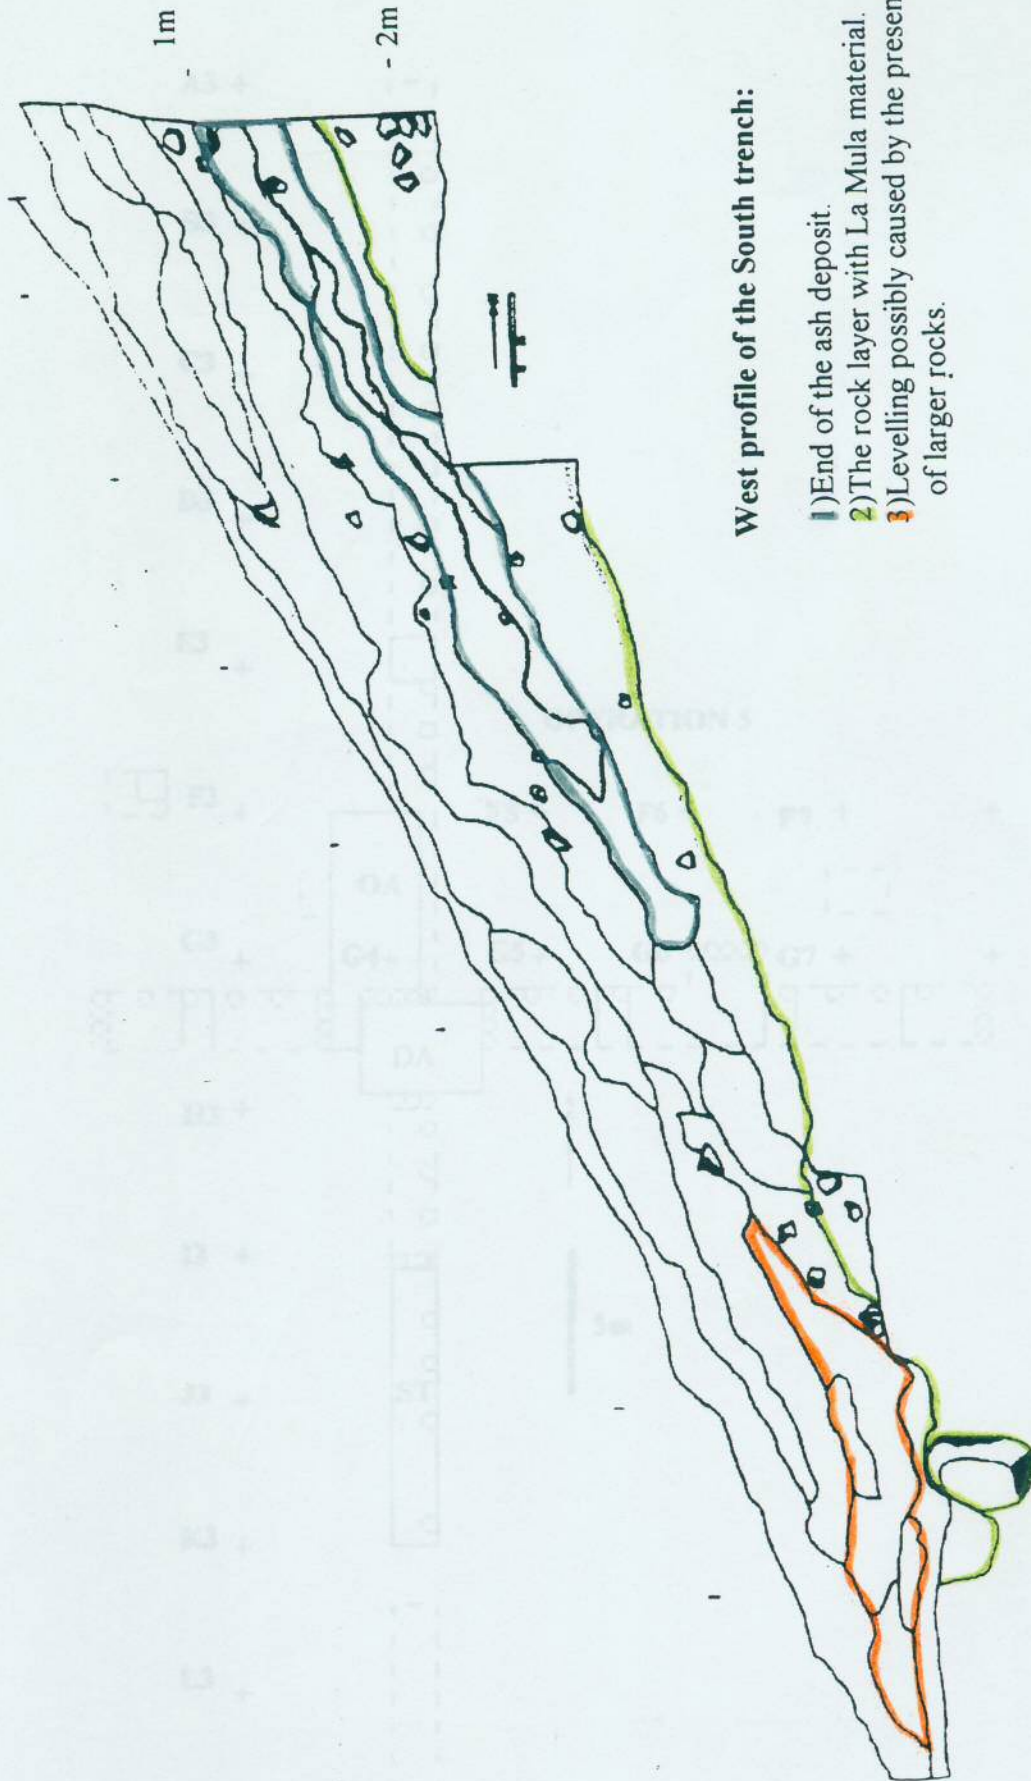 1m
- 2m
West profile of the South trench:
1)End of the ash deposit.
2)The rock layer with La Mula material.
3)Levelling possibly caused by the presen
of larger rocks.